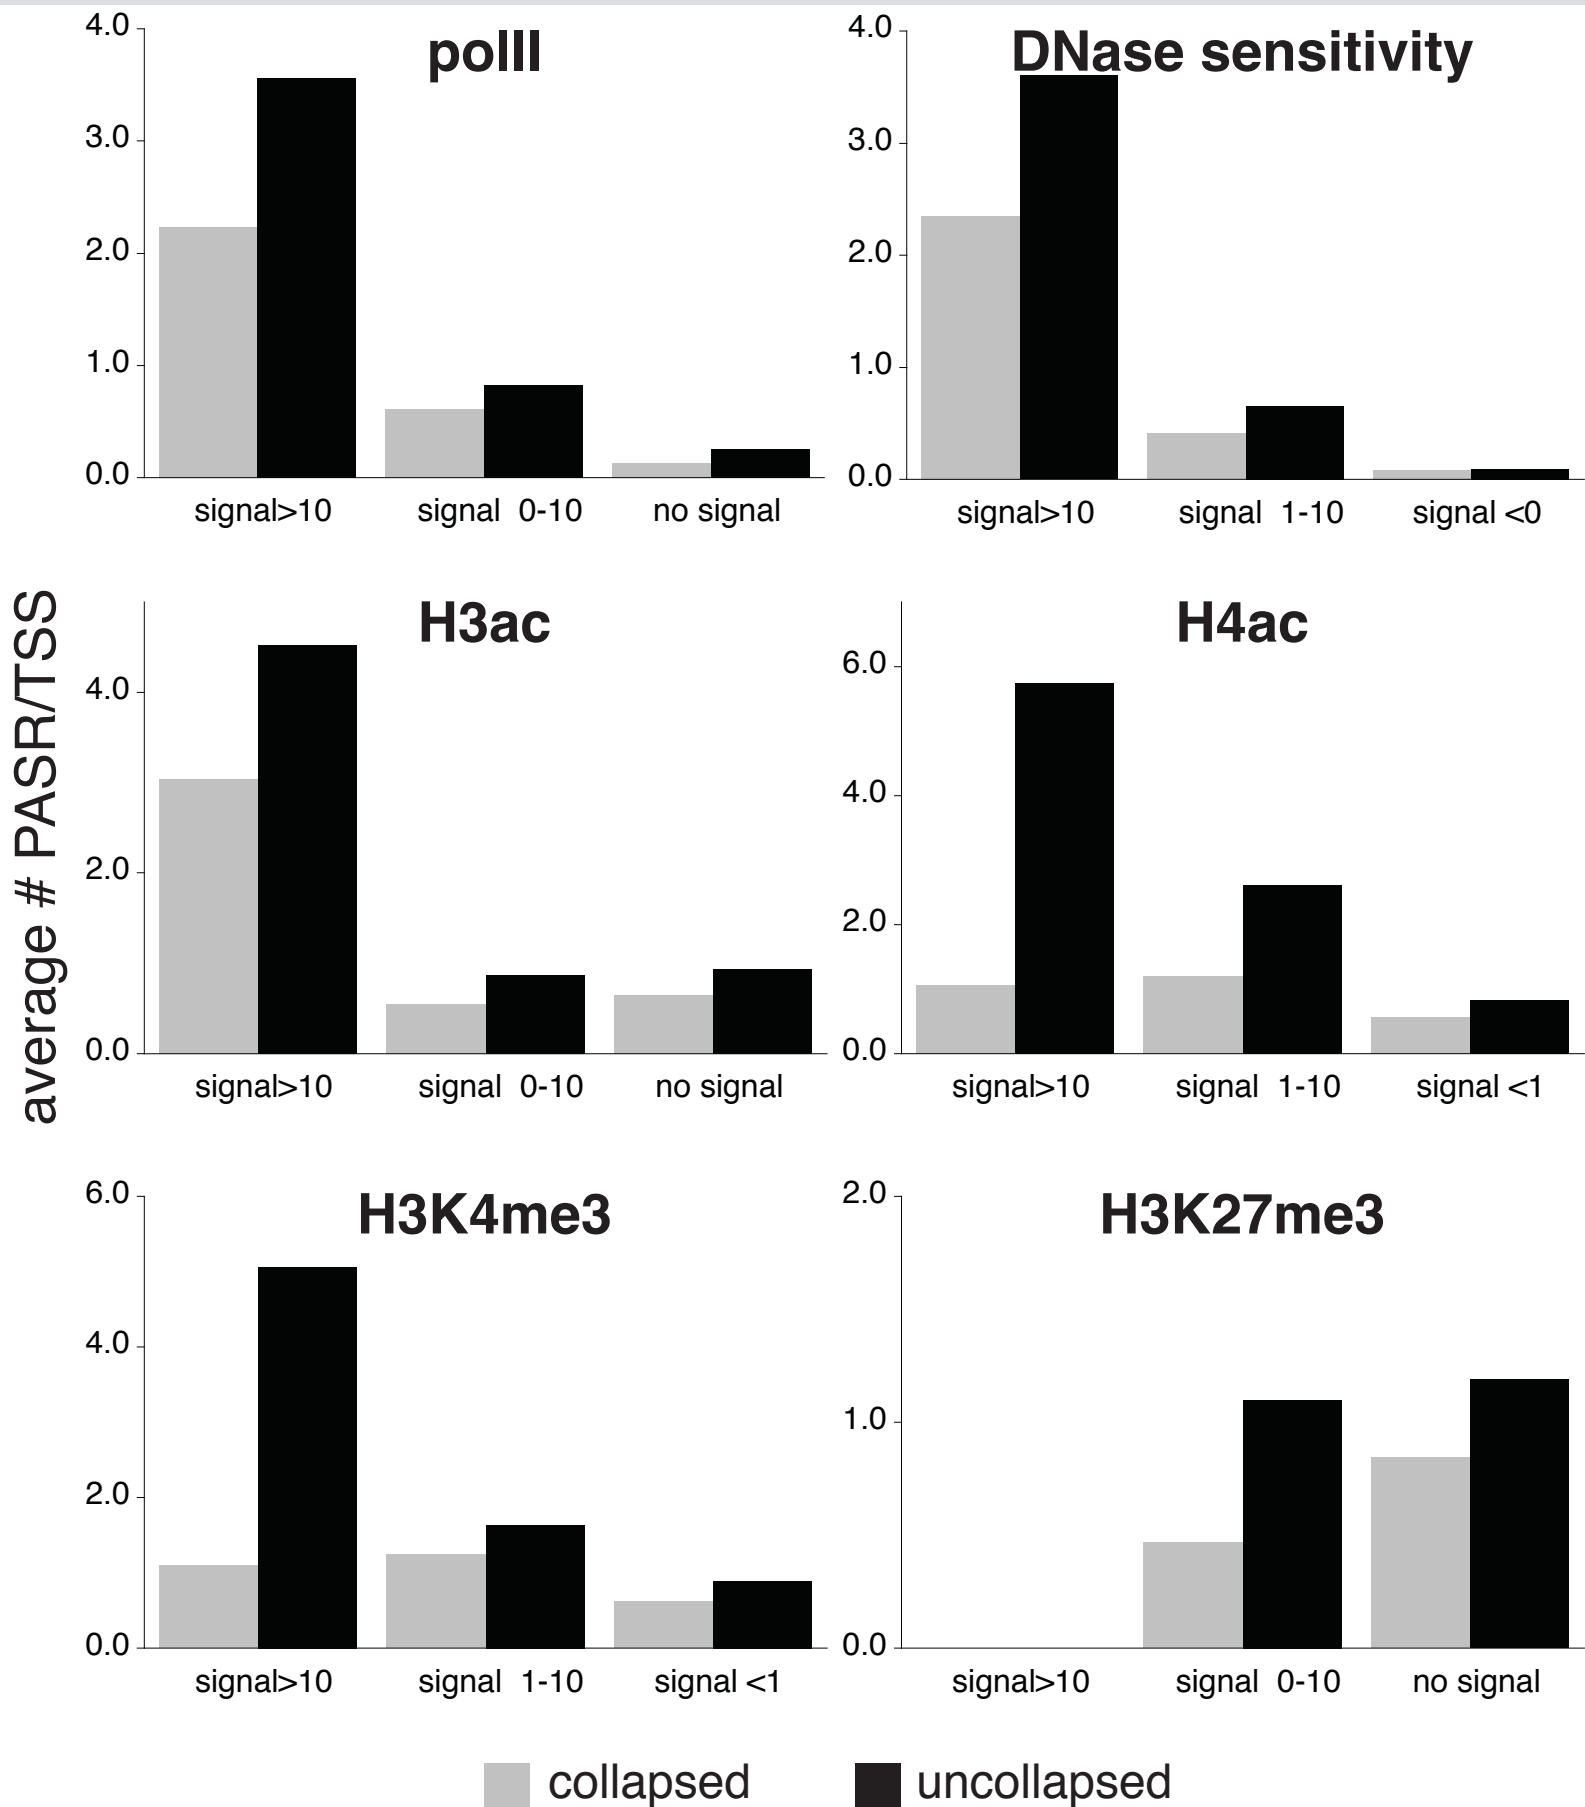 polII
4.0
3.0
2.0
1.0
0.0
signal>10 signal 0-10 no signal
DNase sensitivity
4.0
3.0
2.0
1.0
0.0
signal>10 signal 1-10 signal <0
average # PASR/TSS
H3ac
4.0
2.0
0.0
signal>10 signal 0-10 no signal
H4ac
6.0
4.0
2.0
0.0
signal>10 signal 1-10 signal <1
H3K4me3
6.0
4.0
2.0
0.0
signal>10 signal 1-10 signal <1
H3K27me3
2.0
1.0
0.0
signal>10 signal 0-10 no signal
collapsed uncollapsed